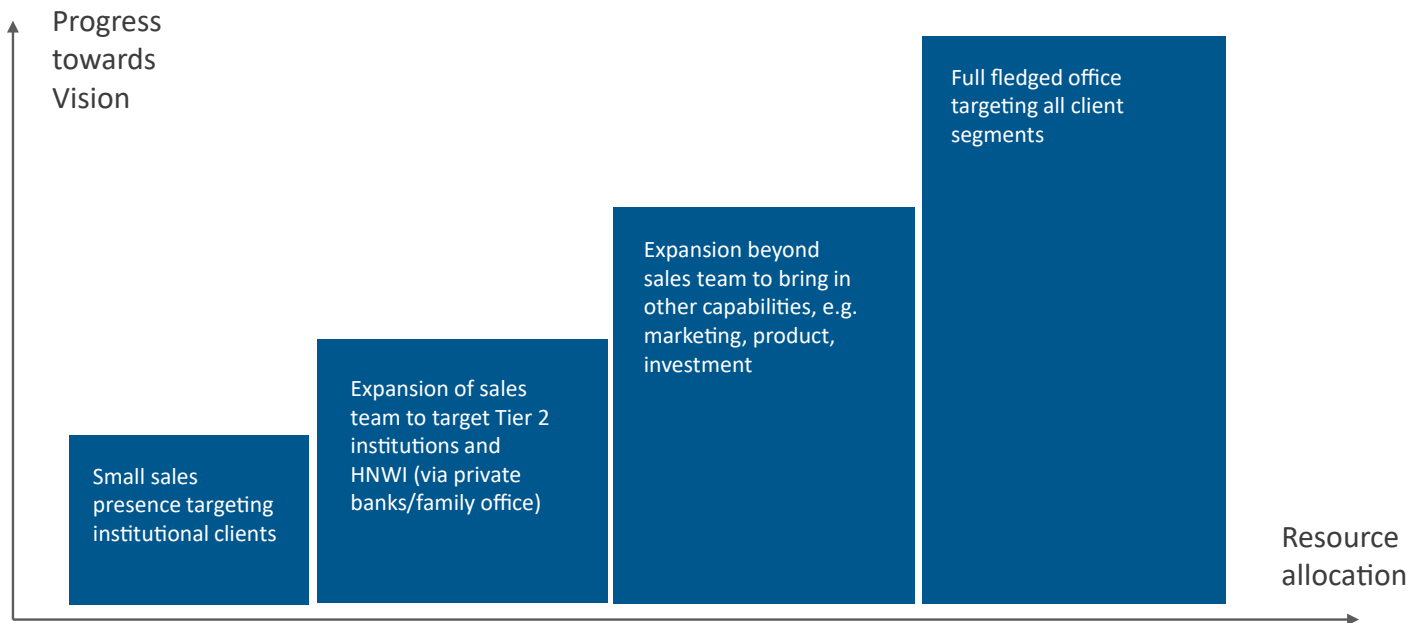 Progress
towards
Vision
Full fledged office
targeting all client
segments
Expansion beyond
sales team to bring in
other capabilities, e.g.
marketing, product,
investment
Expansion of sales
team to target Tier 2
institutions and
HNWI (via private
banks/family office)
Small sales
presence targeting
institutional clients
Resource
allocation